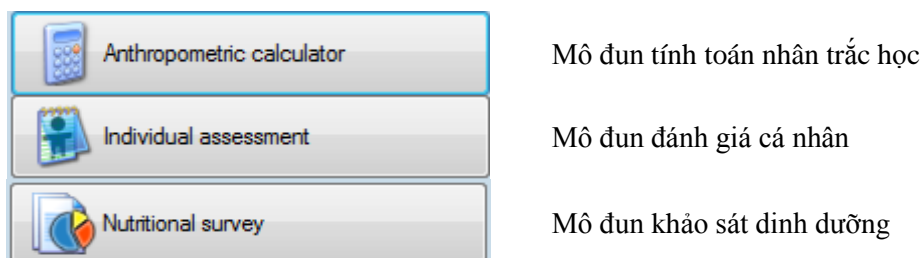 Anthropometric calculator Mô đun tính toán nhân trắc học
Individual assessment Mô đun đánh giá cá nhân
Nutritional survey Mô đun khảo sát dinh dưỡng